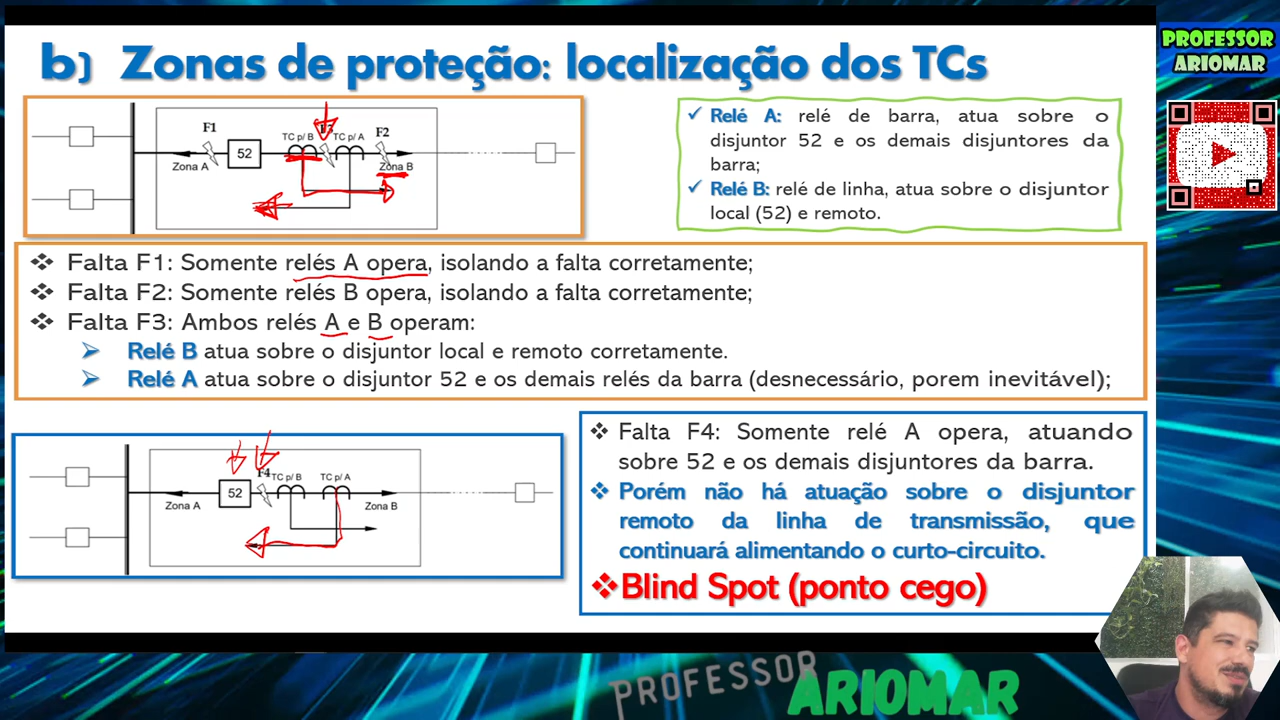 b) Zonas de proteção: localização dos TCs
PROFESSOR
ARIOMAR
F1
TC p/ B
TC p/ A
F2
52
Zona A
Zona B
✓ Relé A: relé de barra, atua sobre o
disjuntor 52 e os demais disjuntores da
barra;
✓ Relé B: relé de linha, atua sobre o disjuntor
local (52) e remoto.
❖ Falta F1: Somente relés A opera, isolando a falta corretamente;
❖ Falta F2: Somente relés B opera, isolando a falta corretamente;
❖ Falta F3: Ambos relés A e B operam:
➢ Relé B atua sobre o disjuntor local e remoto corretamente.
➢ Relé A atua sobre o disjuntor 52 e os demais relés da barra (desnecessário, porem inevitável);
F4
TC p/ B
TC p/ A
52
Zona A
Zona B
❖ Falta F4: Somente relé A opera, atuando
sobre 52 e os demais disjuntores da barra.
❖ Porém não há atuação sobre o disjuntor
remoto da linha de transmissão, que
continuará alimentando o curto-circuito.
❖Blind Spot (ponto cego)
PROFESSOR
ARIOMAR